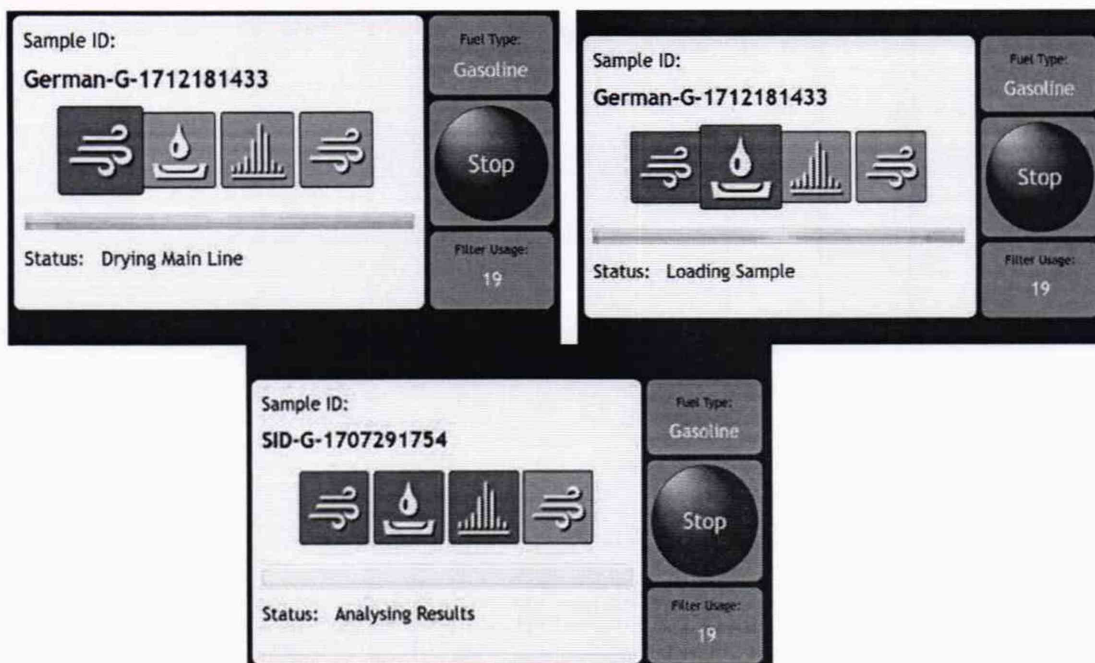 Sample ID:
German-G-1712181433
Status: Drying Main Line
Fuel Type:
Gasoline
Stop
Filter Usage:
19
Sample ID:
German-G-1712181433
Status: Loading Sample
Fuel Type:
Gasoline
Stop
Filter Usage:
19
Sample ID:
SID-G-1707291754
Status: Analysing Results
Fuel Type:
Gasoline
Stop
Filter Usage:
19